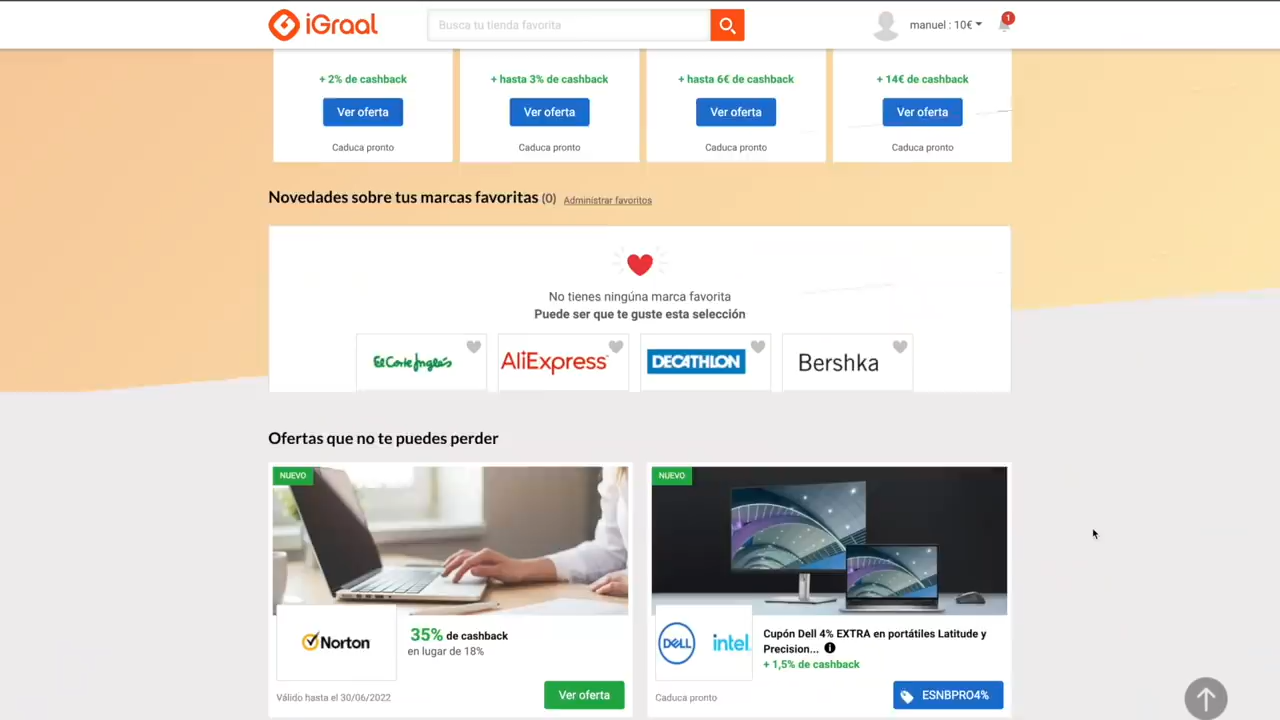 iGraal
Busca tu tienda favorita
manuel : 10€
1
+ 2% de cashback
+ hasta 3% de cashback
+ hasta 6€ de cashback
+ 14€ de cashback
Ver oferta
Ver oferta
Ver oferta
Ver oferta
Caduca pronto
Caduca pronto
Caduca pronto
Caduca pronto
Novedades sobre tus marcas favoritas (0) Administrar favoritos
No tienes ningúna marca favorita
Puede ser que te guste esta selección
El Corte Inglés
AliExpress
DECATHLON
Bershka
Ofertas que no te puedes perder
NUEVO
Norton
35% de cashback
en lugar de 18%
Válido hasta el 30/06/2022
Ver oferta
NUEVO
DELL
intel
Cupón Dell 4% EXTRA en portátiles Latitude y
Precision...
+ 1,5% de cashback
Caduca pronto
ESNBPRO4%